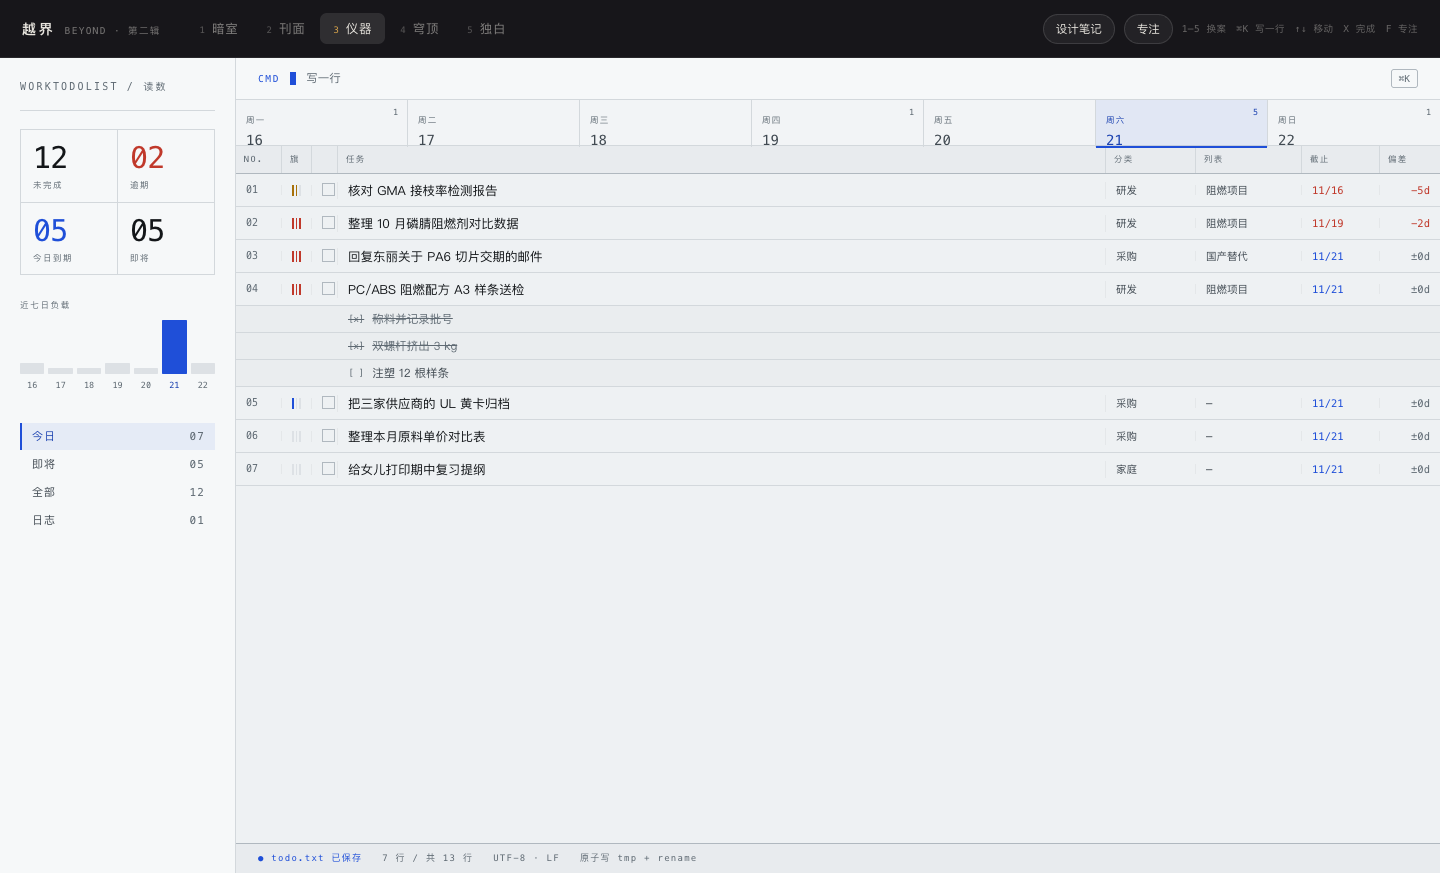 越界 BEYOND · 第二辑 1 暗室 2 刊面 3 仪器 4 穹顶 5 独白 设计笔记 专注 1–5 换案 ⌘K 写一行 ↑↓ 移动 X 完成 F 专注
WORKTODOLIST / 读数
12 02
未完成 逾期
05 05
今日到期 即将
近七日负载
16 17 18 19 20 21 22
今日 07
即将 05
全部 12
日志 01
CMD 写一行 ⌘K
周一 1 周二 周三 周四 1 周五 周六 5 周日 1
16 17 18 19 20 21 22
NO. 旗 任务 分类 列表 截止 偏差
01 核对 GMA 接枝率检测报告 研发 阻燃项目 11/16 −5d
02 整理 10 月磷腈阻燃剂对比数据 研发 阻燃项目 11/19 −2d
03 回复东丽关于 PA6 切片交期的邮件 采购 国产替代 11/21 ±0d
04 PC/ABS 阻燃配方 A3 样条送检 研发 阻燃项目 11/21 ±0d
[×] 称料并记录批号
[×] 双螺杆挤出 3 kg
[ ] 注塑 12 根样条
05 把三家供应商的 UL 黄卡归档 采购 — 11/21 ±0d
06 整理本月原料单价对比表 采购 — 11/21 ±0d
07 给女儿打印期中复习提纲 家庭 — 11/21 ±0d
● todo.txt 已保存 7 行 / 共 13 行 UTF–8 · LF 原子写 tmp + rename